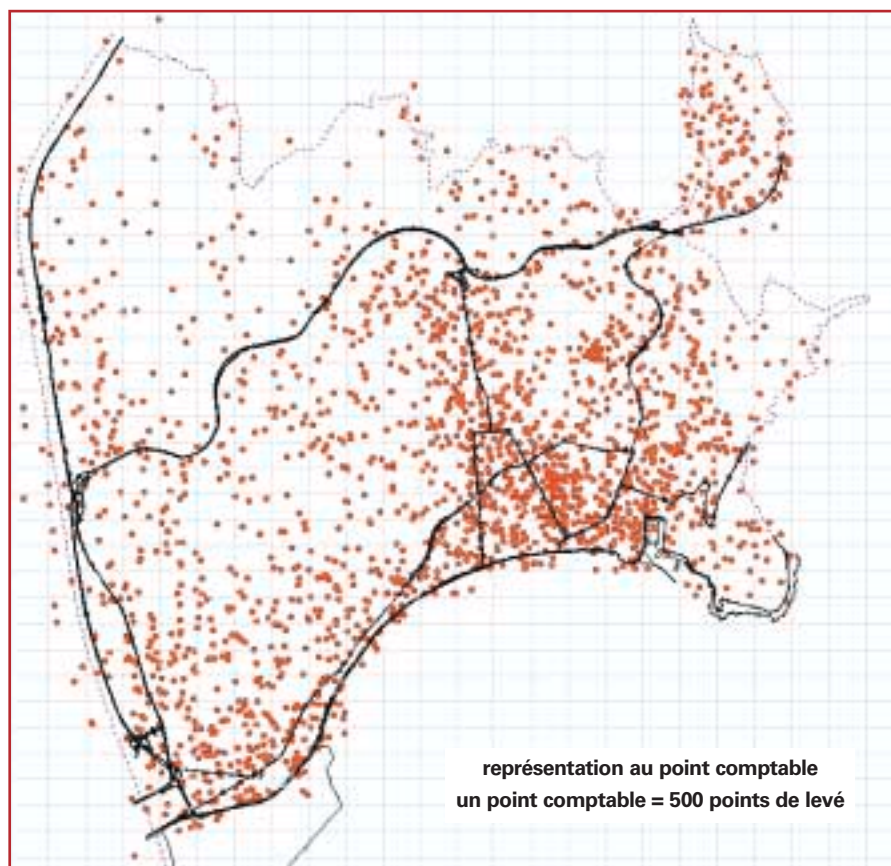 représentation au point comptable
un point comptable = 500 points de levé